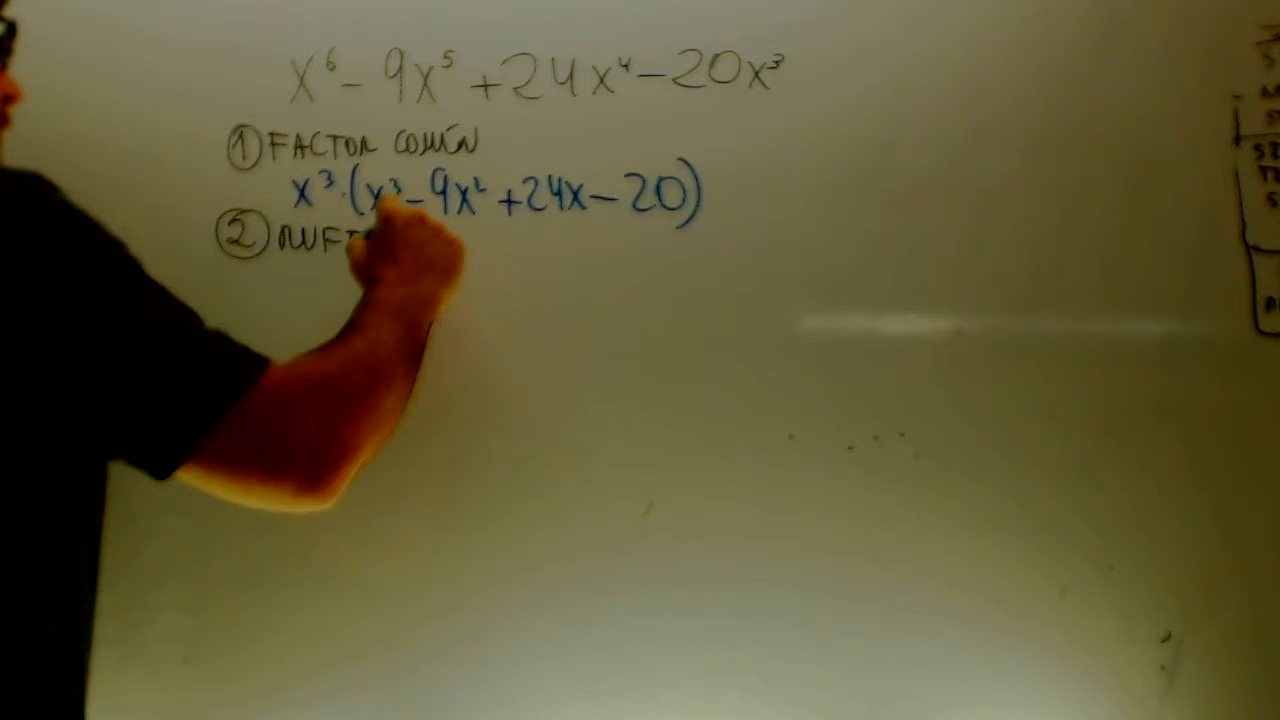 x⁶ - 9x⁵ + 24x⁴ - 20x³
① FACTOR COMÚN
x³·(x³ - 9x² + 24x - 20)
②